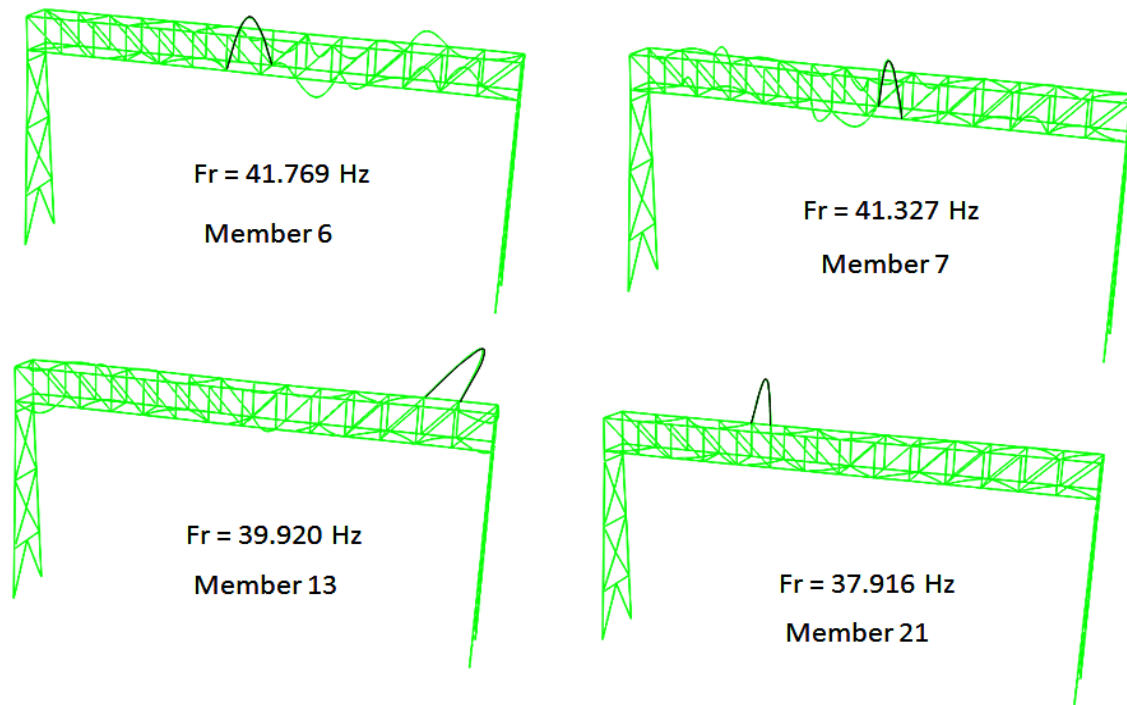 Fr = 41.769 Hz
Member 6
Fr = 41.327 Hz
Member 7
Fr = 39.920 Hz
Member 13
Fr = 37.916 Hz
Member 21